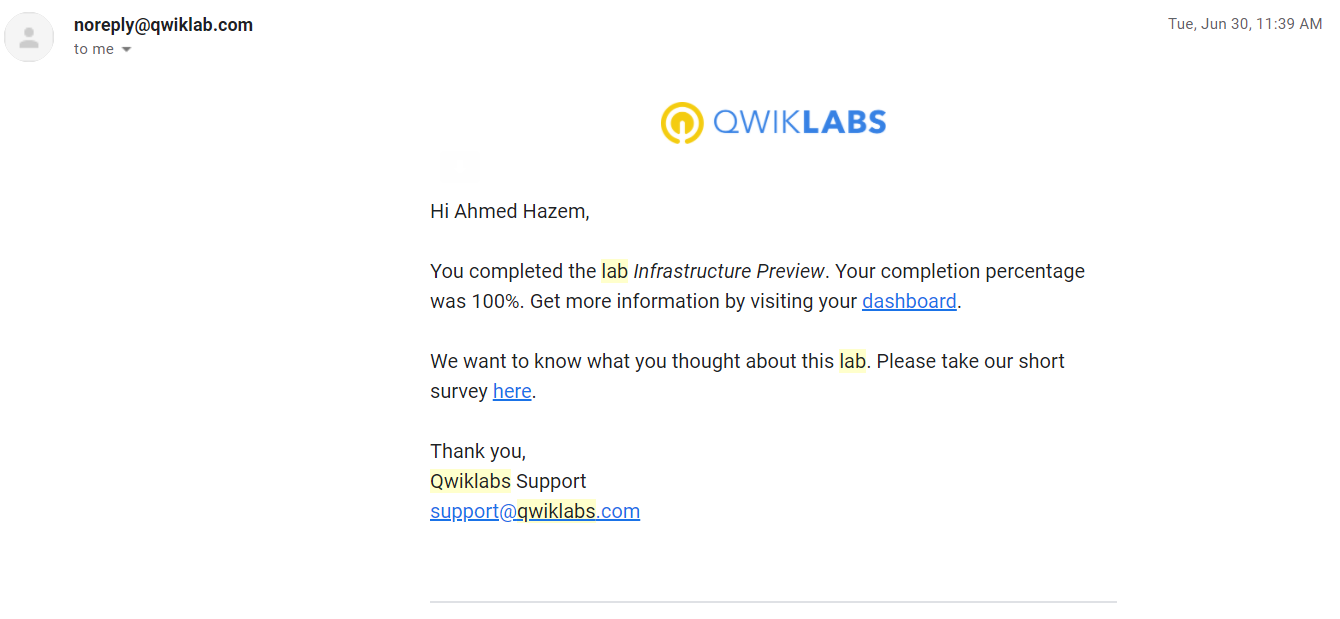 noreply@qwiklab.com
Tue, Jun 30, 11:39 AM
to me
QWIKLABS
Hi Ahmed Hazem,
You completed the lab Infrastructure Preview. Your completion percentage
was 100%. Get more information by visiting your dashboard.
We want to know what you thought about this lab. Please take our short
survey here.
Thank you,
Qwiklabs Support
support@qwiklabs.com